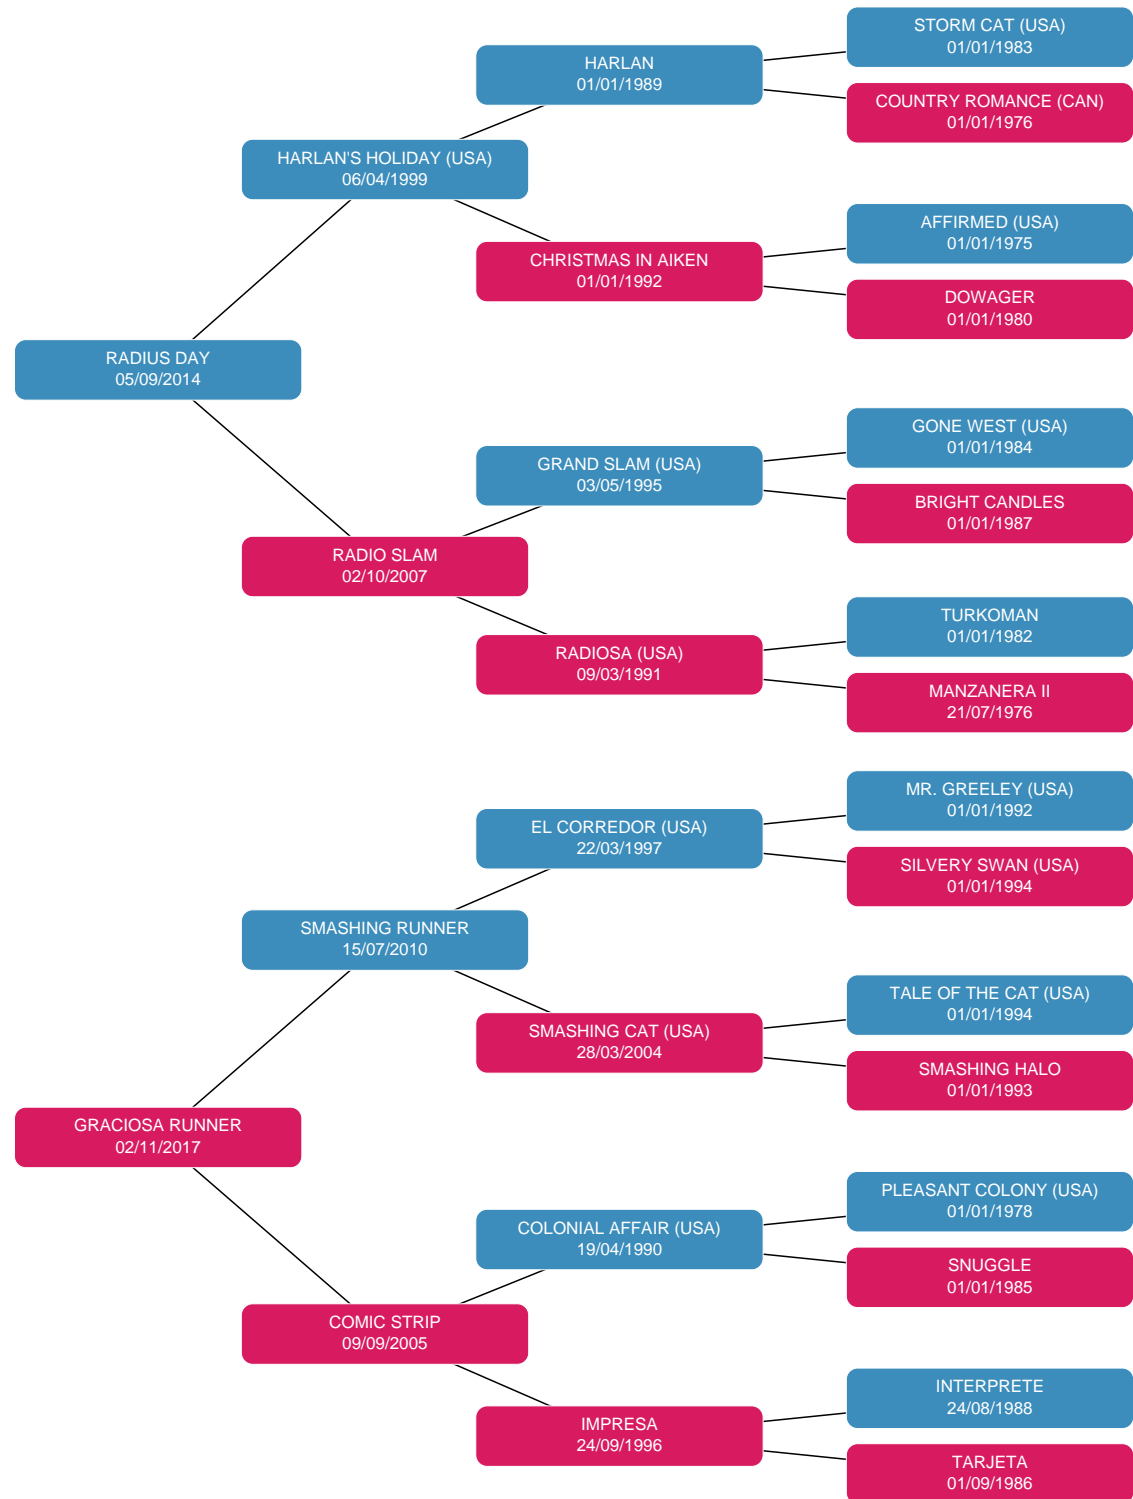 STORM CAT (USA)
01/01/1983
HARLAN
01/01/1989
COUNTRY ROMANCE (CAN)
01/01/1976
HARLAN'S HOLIDAY (USA)
06/04/1999
AFFIRMED (USA)
01/01/1975
CHRISTMAS IN AIKEN
01/01/1992
DOWAGER
01/01/1980
RADIUS DAY
05/09/2014
GONE WEST (USA)
01/01/1984
GRAND SLAM (USA)
03/05/1995
BRIGHT CANDLES
01/01/1987
RADIO SLAM
02/10/2007
TURKOMAN
01/01/1982
RADIOSA (USA)
09/03/1991
MANZANERA II
21/07/1976
MR. GREELEY (USA)
01/01/1992
EL CORREDOR (USA)
22/03/1997
SILVERY SWAN (USA)
01/01/1994
SMASHING RUNNER
15/07/2010
TALE OF THE CAT (USA)
01/01/1994
SMASHING CAT (USA)
28/03/2004
SMASHING HALO
01/01/1993
GRACIOSA RUNNER
02/11/2017
PLEASANT COLONY (USA)
01/01/1978
COLONIAL AFFAIR (USA)
19/04/1990
SNUGGLE
01/01/1985
COMIC STRIP
09/09/2005
INTERPRETE
24/08/1988
IMPRESA
24/09/1996
TARJETA
01/09/1986